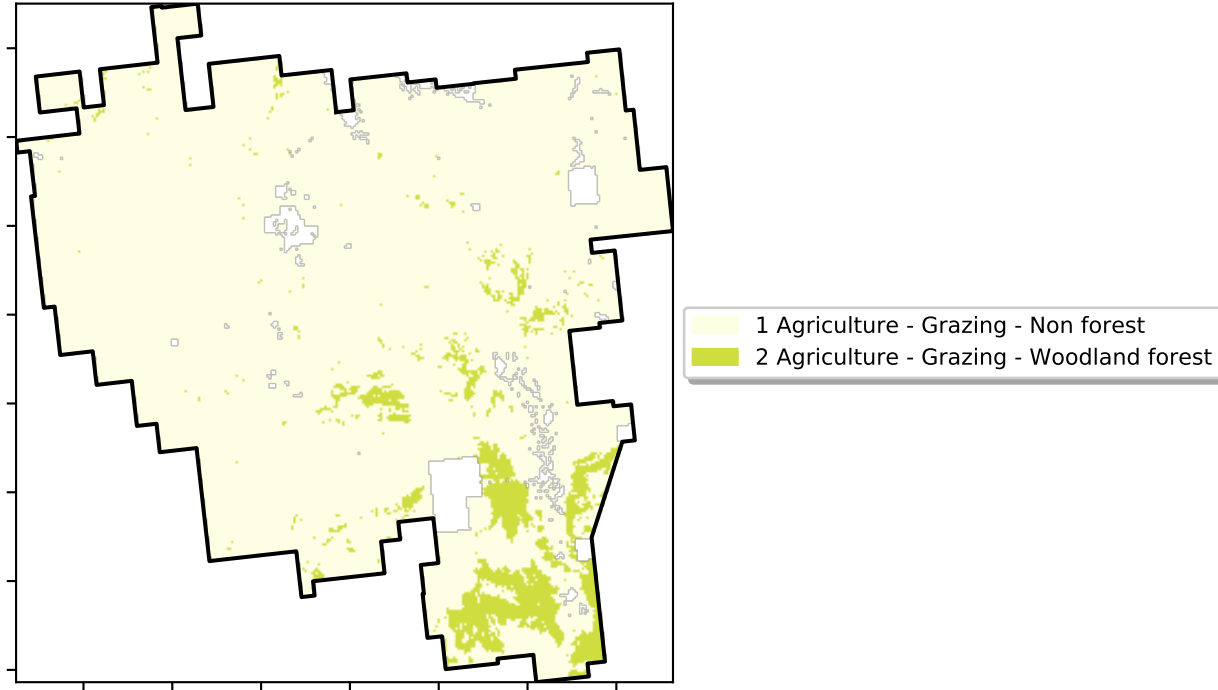 1 Agriculture - Grazing - Non forest
2 Agriculture - Grazing - Woodland forest